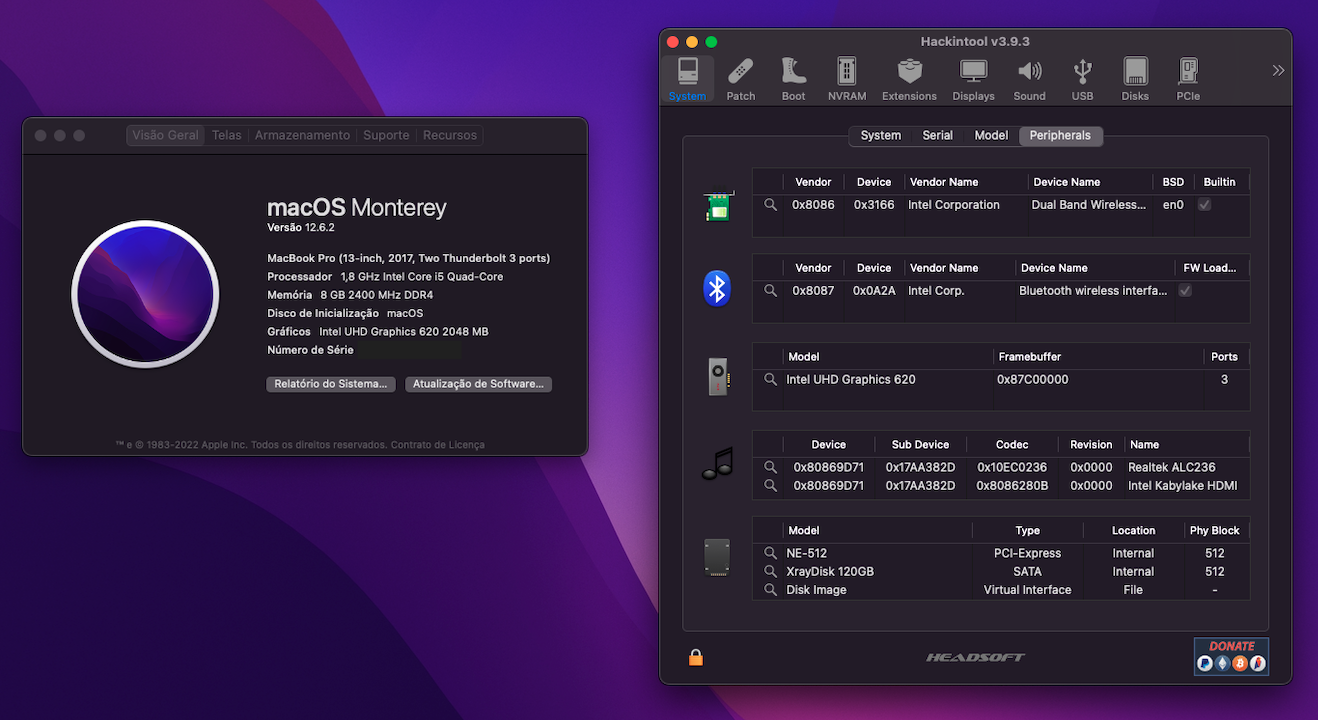 Visão Geral Telas Armazenamento Suporte Recursos
macOS Monterey
Versão 12.6.2
MacBook Pro (13-inch, 2017, Two Thunderbolt 3 ports)
Processador 1,8 GHz Intel Core i5 Quad-Core
Memória 8 GB 2400 MHz DDR4
Disco de Inicialização macOS
Gráficos Intel UHD Graphics 620 2048 MB
Número de Série
Relatório do Sistema... Atualização de Software...
™ e © 1983-2022 Apple Inc. Todos os direitos reservados. Contrato de Licença
Hackintool v3.9.3
System Patch Boot NVRAM Extensions Displays Sound USB Disks PCIe
System Serial Model Peripherals
Vendor Device Vendor Name Device Name BSD Builtin
0x8086 0x3166 Intel Corporation Dual Band Wireless... en0
Vendor Device Vendor Name Device Name FW Load...
0x8087 0x0A2A Intel Corp. Bluetooth wireless interfa...
Model Framebuffer Ports
Intel UHD Graphics 620 0x87C00000 3
Device Sub Device Codec Revision Name
0x80869D71 0x17AA382D 0x10EC0236 0x0000 Realtek ALC236
0x80869D71 0x17AA382D 0x8086280B 0x0000 Intel Kabylake HDMI
Model Type Location Phy Block
NE-512 PCI-Express Internal 512
XrayDisk 120GB SATA Internal 512
Disk Image Virtual Interface File -
HEADSOFT
DONATE